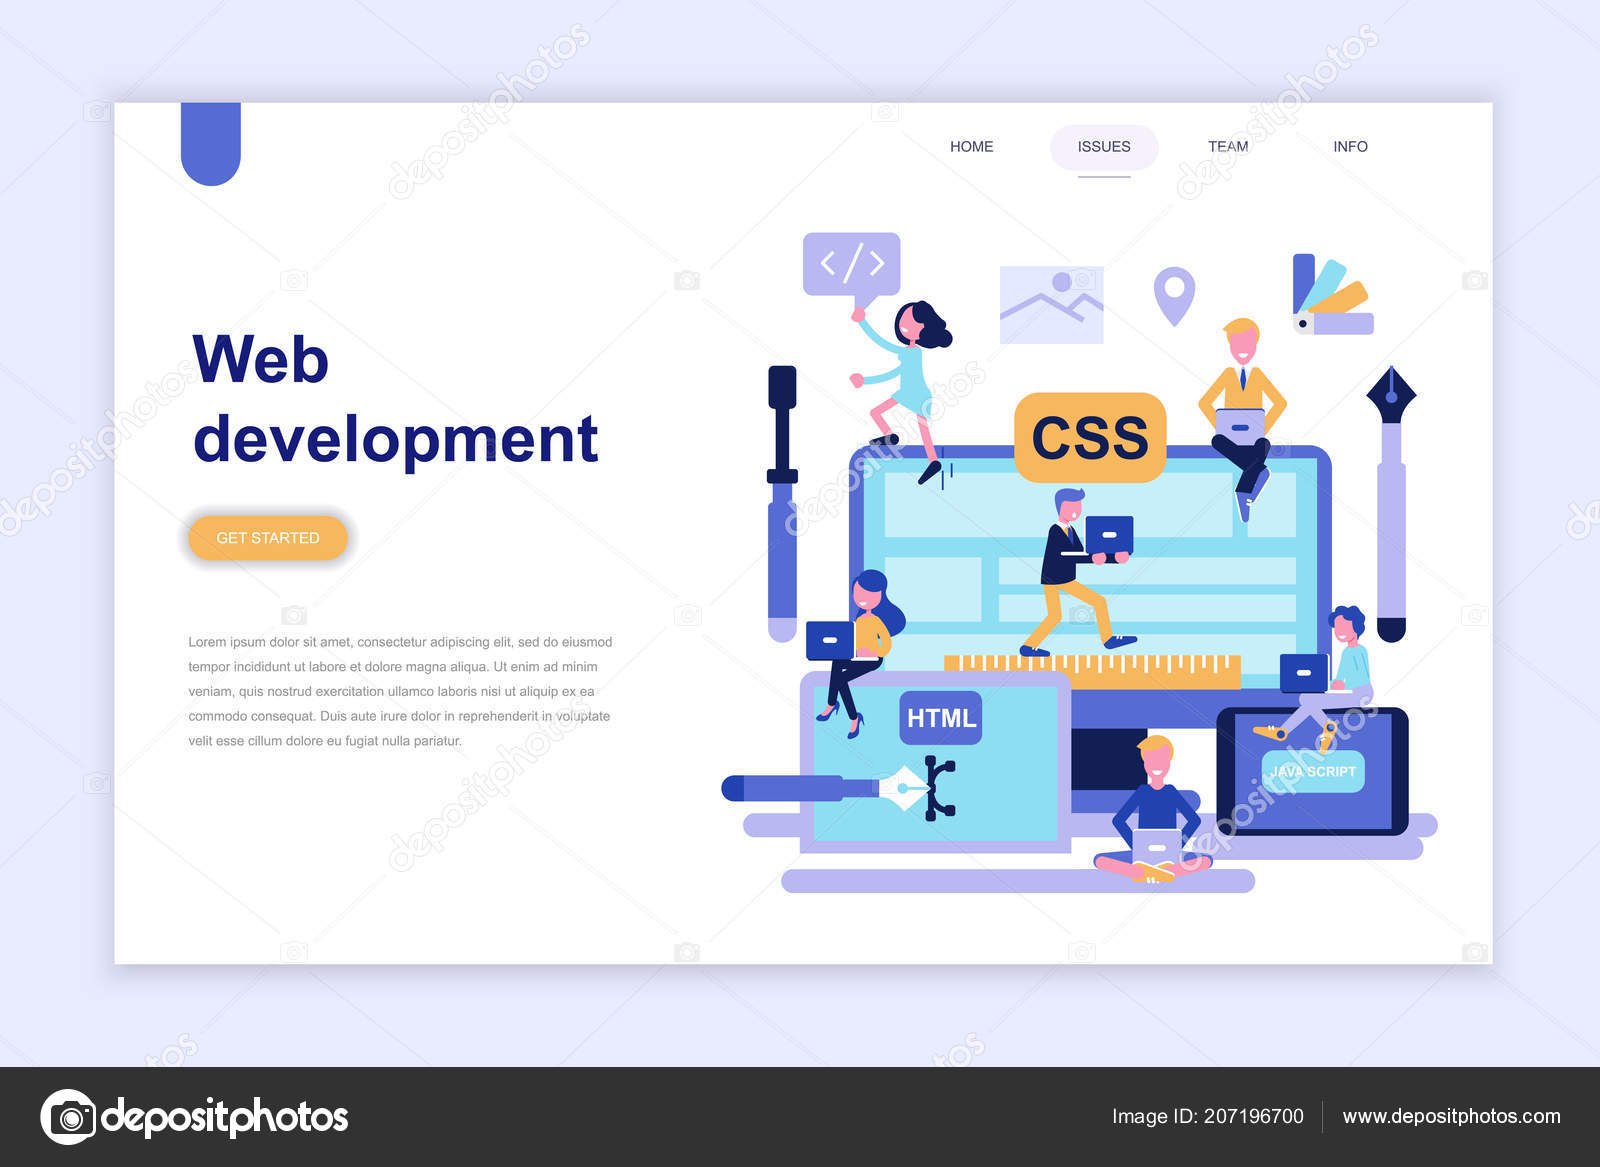 HOME ISSUES TEAM INFO
</>
CSS
Web
development
GET STARTED
Lorem ipsum dolor sit amet, consectetur adipiscing elit, sed do eiusmod
tempor incididunt ut labore et dolore magna aliqua. Ut enim ad minim
veniam, quis nostrud exercitation ullamco laboris nisi ut aliquip ex ea
commodo consequat. Duis aute irure dolor in reprehenderit in voluptate
velit esse cillum dolore eu fugiat nulla pariatur.
HTML
JAVA SCRIPT
depositphotos
Image ID: 207196700
www.depositphotos.com